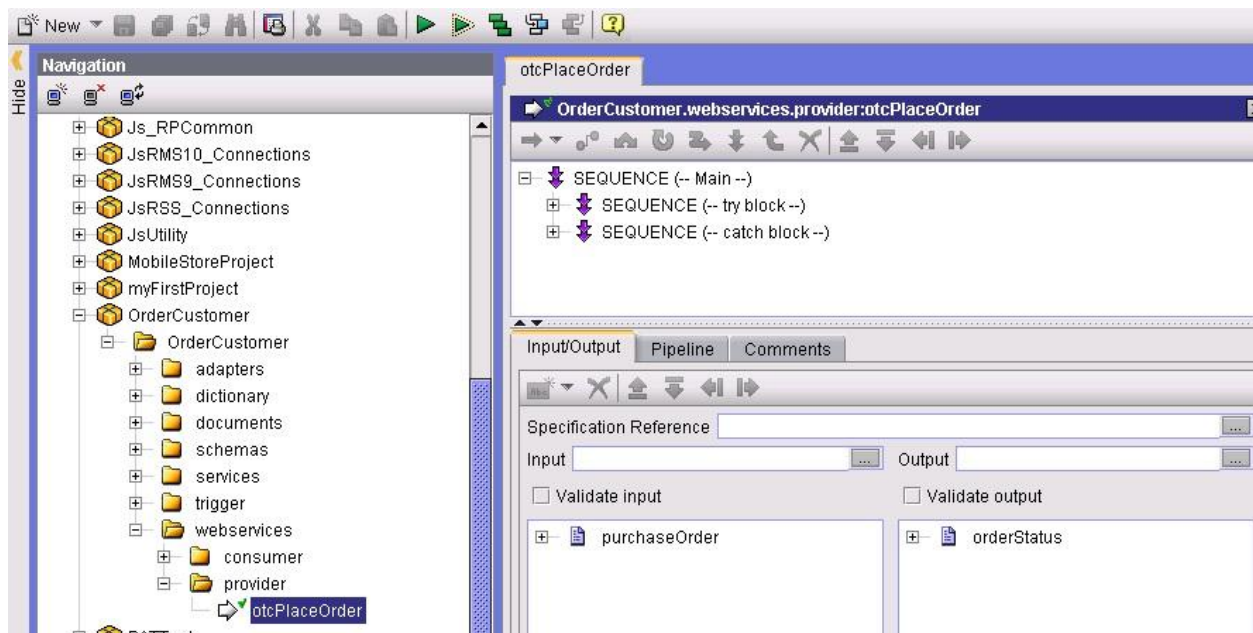 New
Hide
Navigation
Js_RPCommon
JsRMS10_Connections
JsRMS9_Connections
JsRSS_Connections
JsUtility
MobileStoreProject
myFirstProject
OrderCustomer
OrderCustomer
adapters
dictionary
documents
schemas
services
trigger
webservices
consumer
provider
otcPlaceOrder
otcPlaceOrder
OrderCustomer.webservices.provider:otcPlaceOrder
SEQUENCE (-- Main --)
SEQUENCE (-- try block --)
SEQUENCE (-- catch block --)
Input/Output Pipeline Comments
Specification Reference
Input Output
Validate input Validate output
purchaseOrder orderStatus